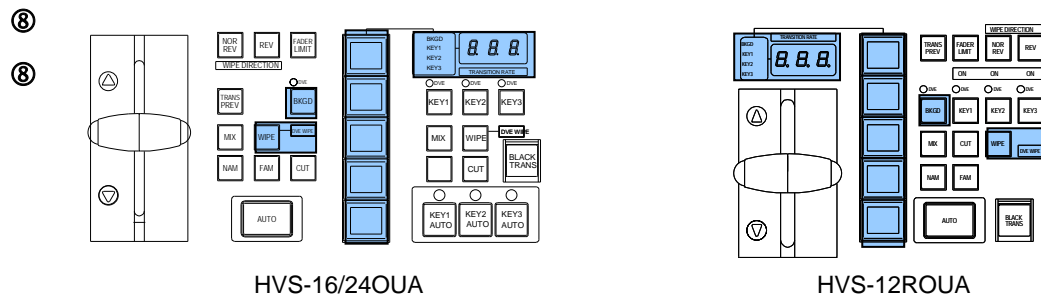 ⑧
⑧
NOR REV
REV
FADER LIMIT
WIPE DIRECTION
DVE
TRANS PREV
BKGD
MIX
WIPE
DVE WIPE
NAM
FAM
CUT
AUTO
BKGD
KEY1
KEY2
KEY3
8.8.8.
TRANSITION RATE
DVE
DVE
DVE
KEY1
KEY2
KEY3
MIX
WIPE
DVE WIPE
CUT
BLACK TRANS
KEY1 AUTO
KEY2 AUTO
KEY3 AUTO
HVS-16/24OUA
TRANSITION RATE
BKGD
KEY1
KEY2
KEY3
8.8.8.
WIPE DIRECTION
TRANS PREV
FADER LIMIT
NOR REV
REV
ON
ON
ON
DVE
DVE
DVE
DVE
BKGD
KEY1
KEY2
KEY3
MIX
CUT
WIPE
DVE WIPE
NAM
FAM
AUTO
BLACK TRANS
HVS-12ROUA